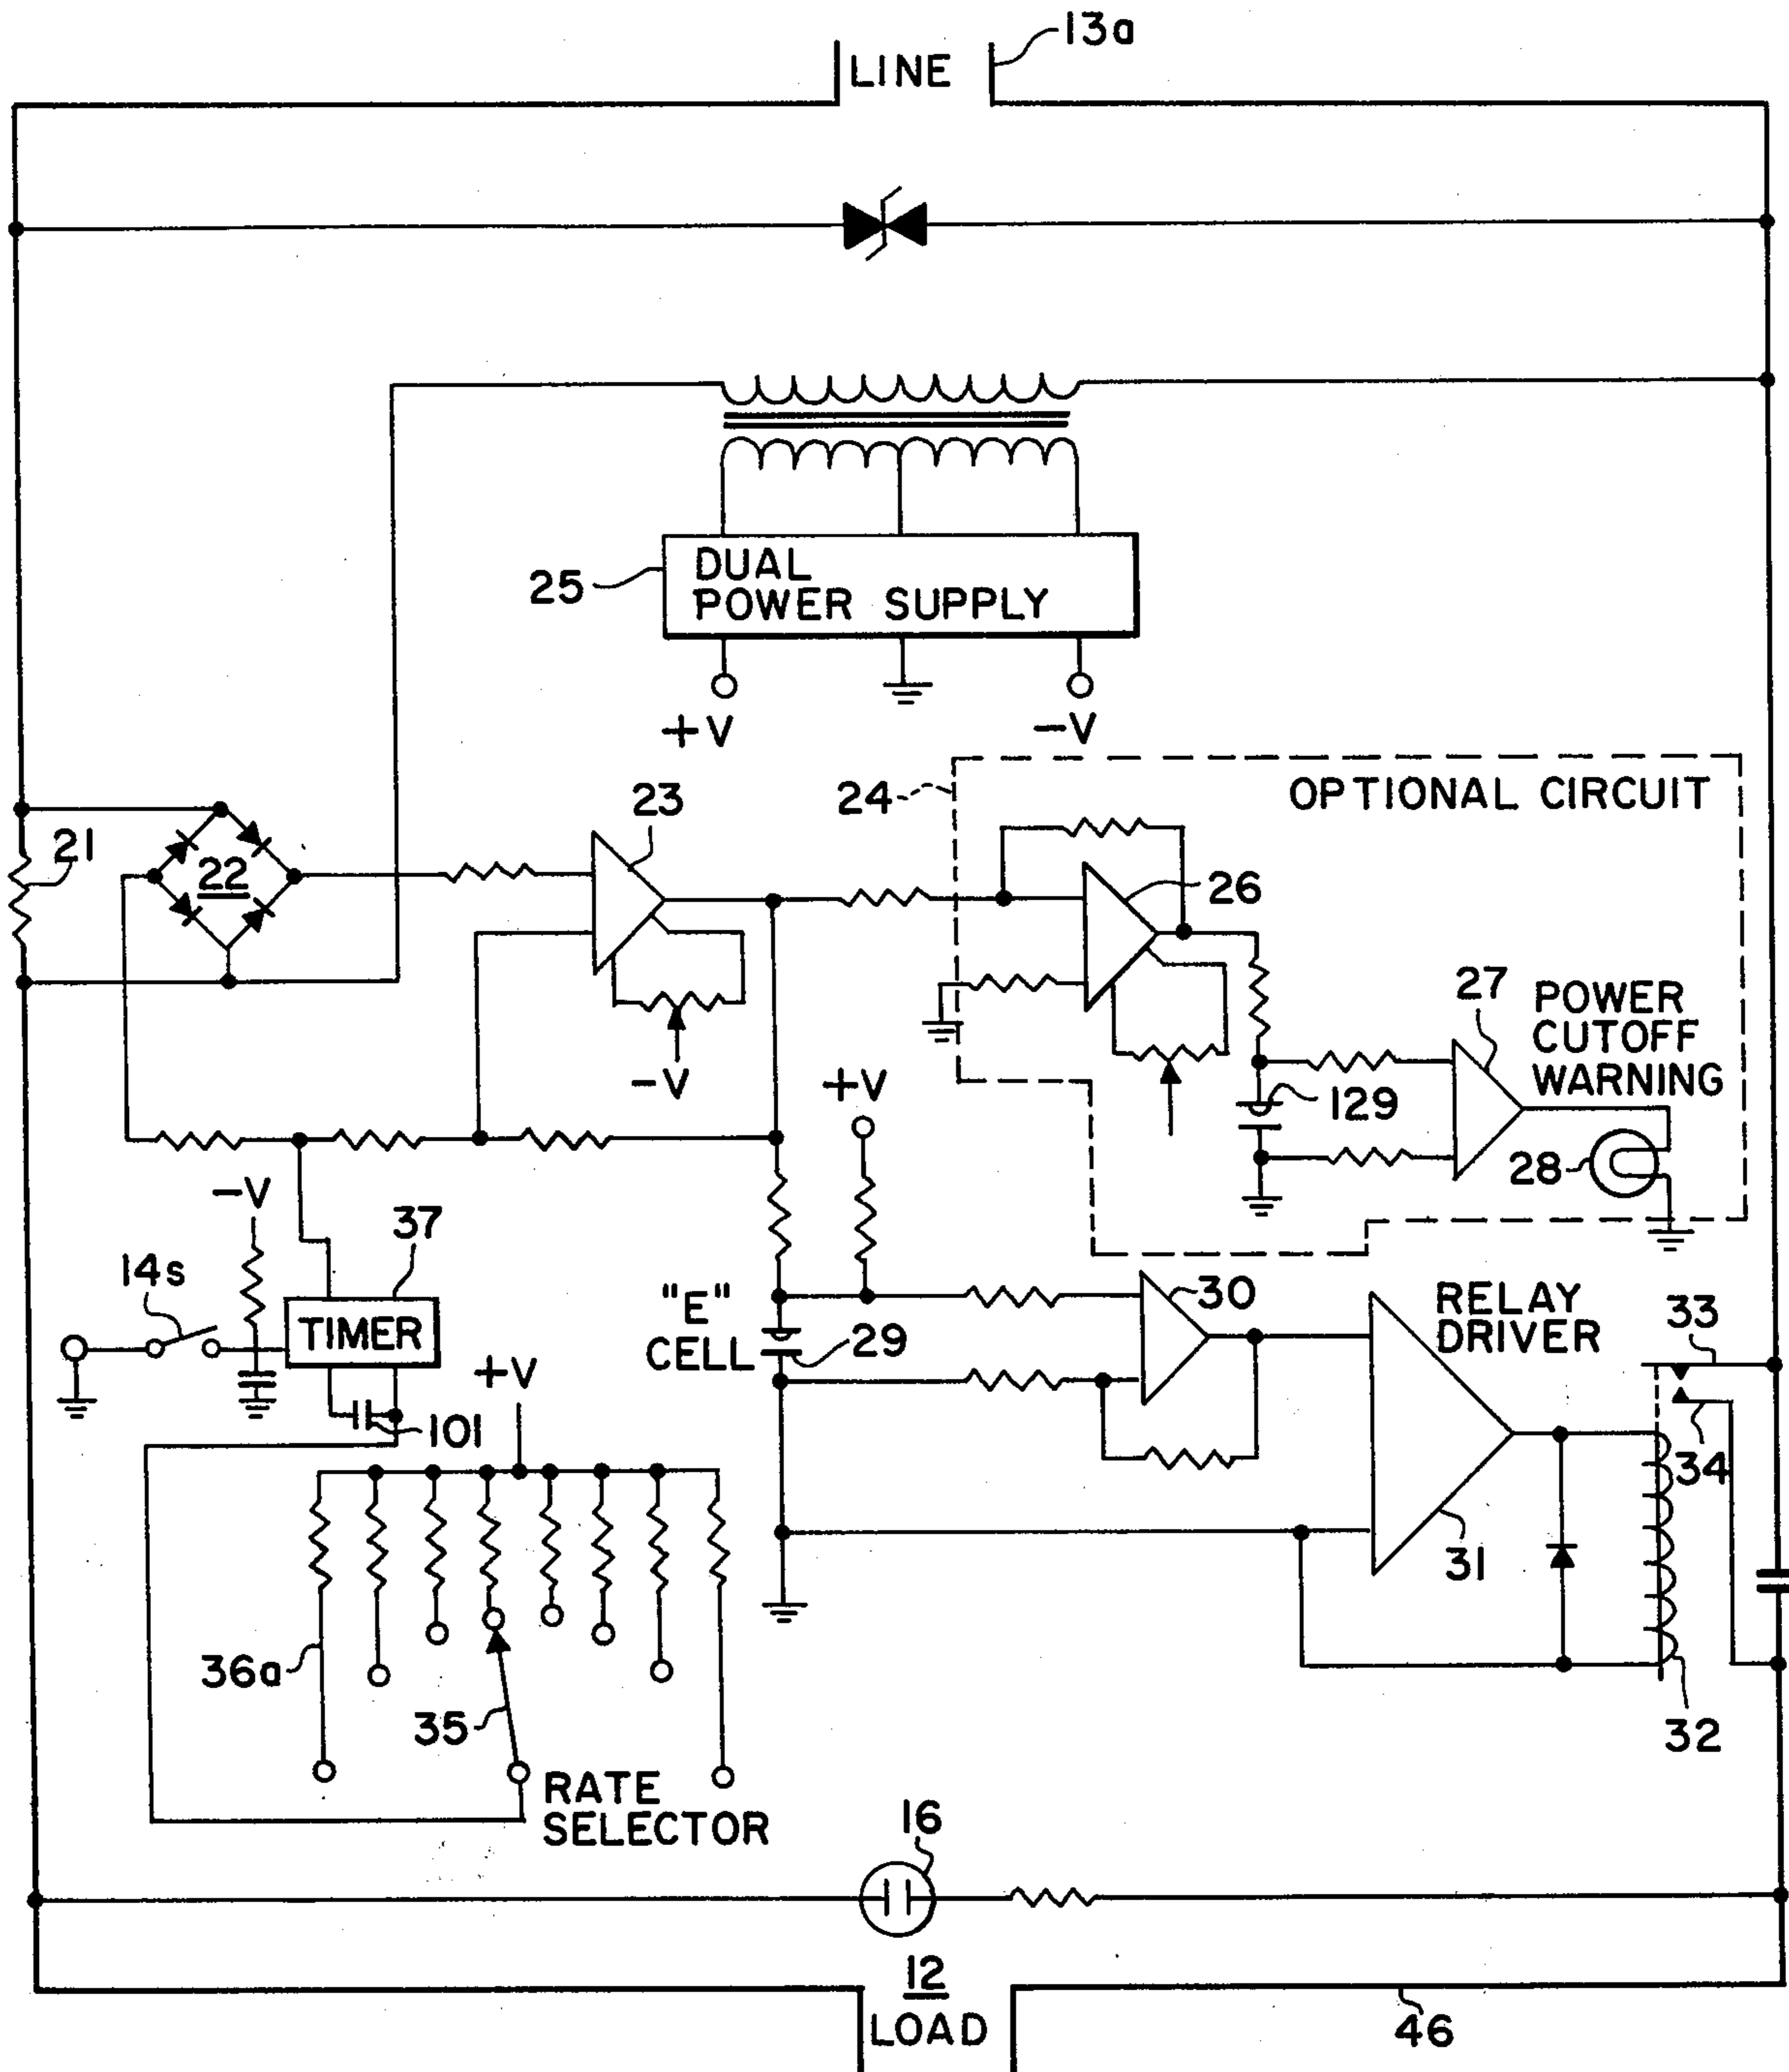 13a
LINE
DUAL
POWER SUPPLY
25
+V
-V
24
OPTIONAL CIRCUIT
23
21
22
26
27
POWER
CUTOFF
WARNING
-V
+V
129
28
-V
37
14s
TIMER
"E"
CELL
29
30
RELAY
DRIVER
33
+V
101
34
31
36a
35
32
RATE
SELECTOR
16
12
LOAD
46